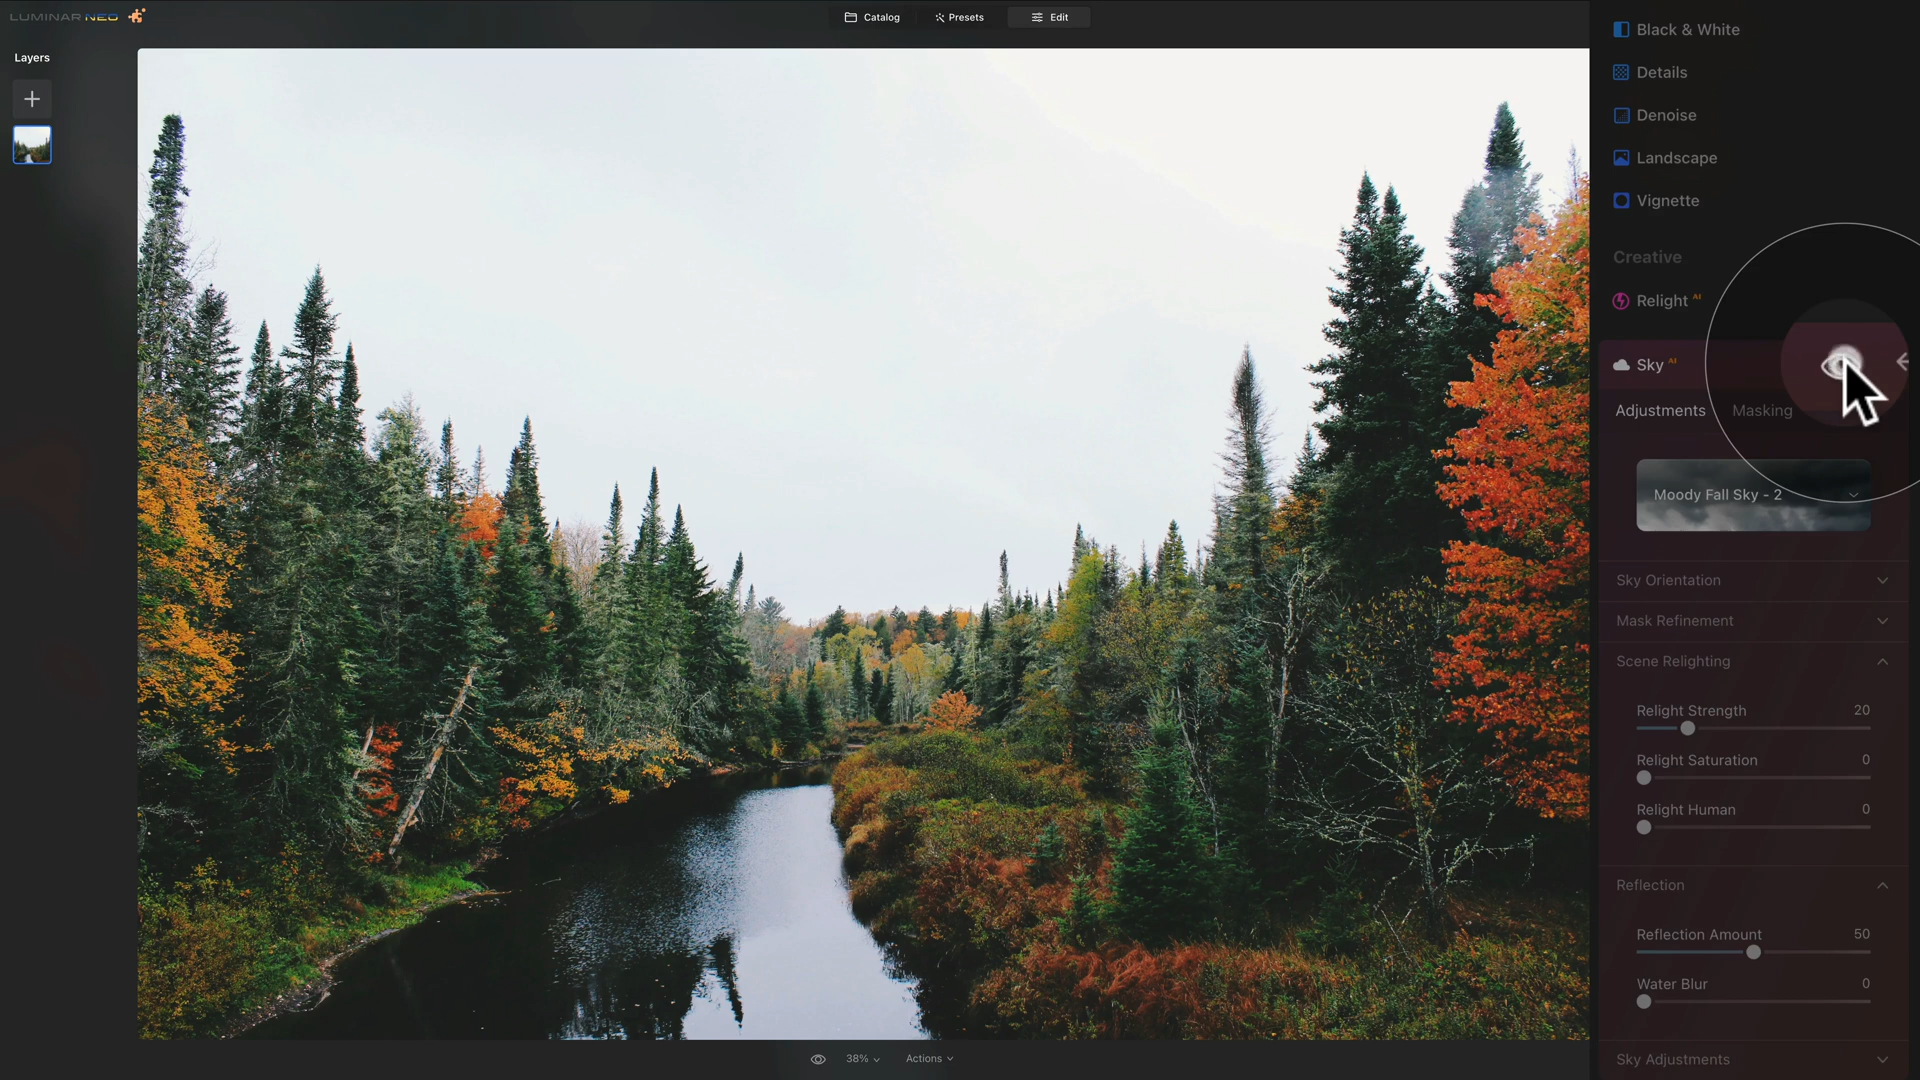 LUMINAR NEO
Catalog
Presets
Edit
Layers
Black & White
Details
Denoise
Landscape
Vignette
Creative
Relight AI
Sky AI
Adjustments
Masking
Moody Fall Sky - 2
Sky Orientation
Mask Refinement
Scene Relighting
Relight Strength 20
Relight Saturation 0
Relight Human 0
Reflection
Reflection Amount 50
Water Blur 0
Sky Adjustments
38%
Actions